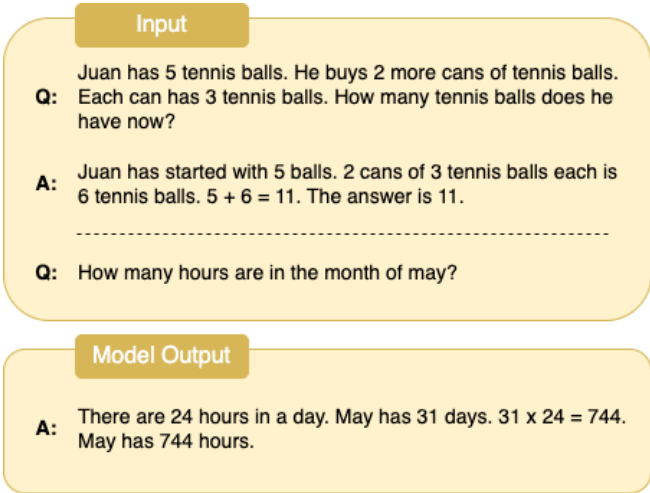 Input
Juan has 5 tennis balls. He buys 2 more cans of tennis balls.
Q: Each can has 3 tennis balls. How many tennis balls does he
have now?
Juan has started with 5 balls. 2 cans of 3 tennis balls each is
A: 6 tennis balls. 5 + 6 = 11. The answer is 11.
Q: How many hours are in the month of may?
Model Output
There are 24 hours in a day. May has 31 days. 31 x 24 = 744.
A: May has 744 hours.